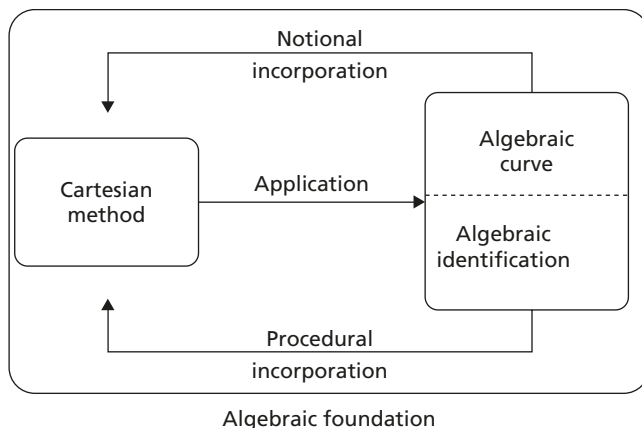 Notional
incorporation
Cartesian
method
Application
Algebraic
curve
Algebraic
identification
Procedural
incorporation
Algebraic foundation